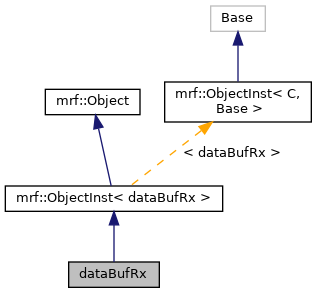 Base
mrf::ObjectInst< C,
Base >
mrf::Object
< dataBufRx >
mrf::ObjectInst< dataBufRx >
dataBufRx